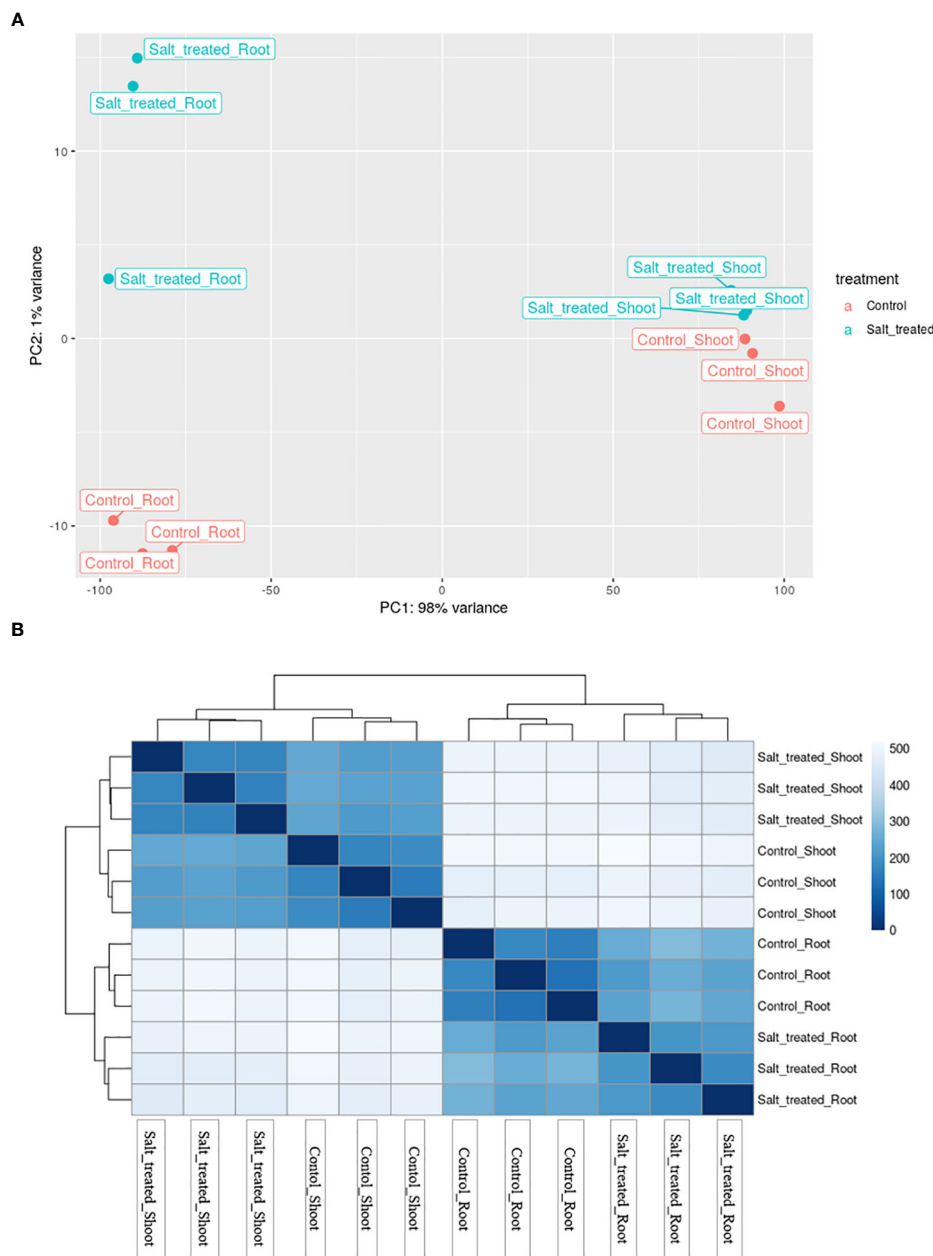 A
Salt_treated_Root
Salt_treated_Root
10
Salt_treated_Root
Salt_treated_Shoot
Salt_treated_Shoot
Salt_treated_Shoot
0
Control_Shoot
Control_Shoot
Control_Shoot
Control_Root
-10
Control_Root
Control_Root
-100
-50
0
50
100
PC1: 98% variance
PC2: 1% variance
treatment
a Control
a Salt_treated
B
500
400
300
200
100
0
Salt_treated_Shoot
Salt_treated_Shoot
Salt_treated_Shoot
Control_Shoot
Control_Shoot
Control_Shoot
Control_Root
Control_Root
Control_Root
Salt_treated_Root
Salt_treated_Root
Salt_treated_Root
Salt_treated_Shoot
Salt_treated_Shoot
Salt_treated_Shoot
Contol_Shoot
Contol_Shoot
Contol_Shoot
Control_Root
Control_Root
Control_Root
Salt_treated_Root
Salt_treated_Root
Salt_treated_Root